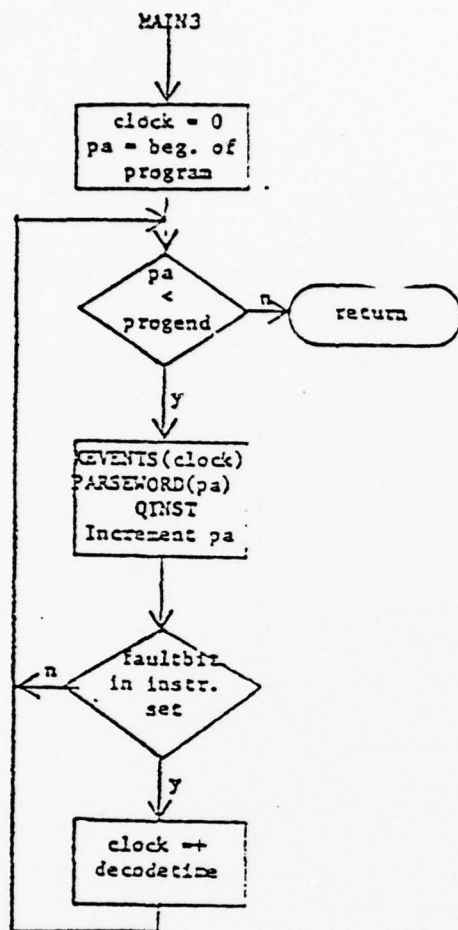 MAIN3
clock = 0
pa = beg. of
program
pa
<
progend
n
return
y
GEVENTS(clock)
PARSEWORD(pa)
QINST
Increment pa
faultbit
in instr.
set
n
y
clock =+
decodetime